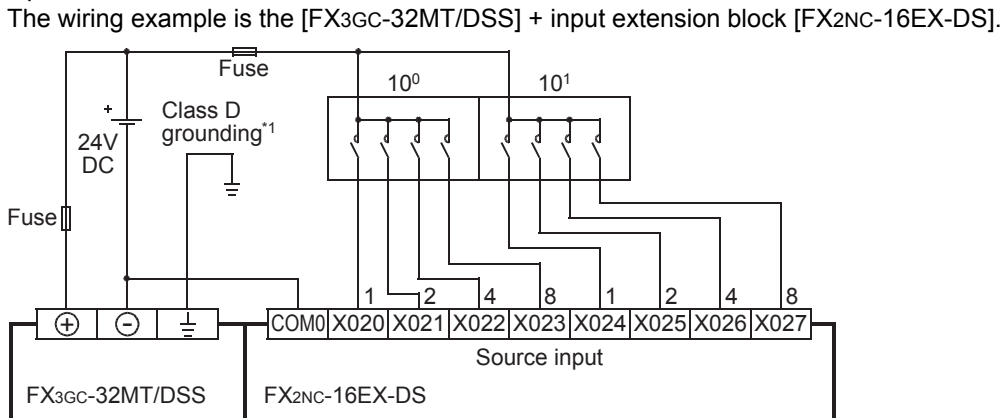 The wiring example is the [FX3GC-32MT/DSS] + input extension block [FX2NC-16EX-DS].
Fuse
10⁰ 10¹
+
Class D
grounding*1
24V
DC
Fuse
1 2 4 8 1 2 4 8
+ - COM0 X020 X021 X022 X023 X024 X025 X026 X027
Source input
FX3GC-32MT/DSS FX2NC-16EX-DS